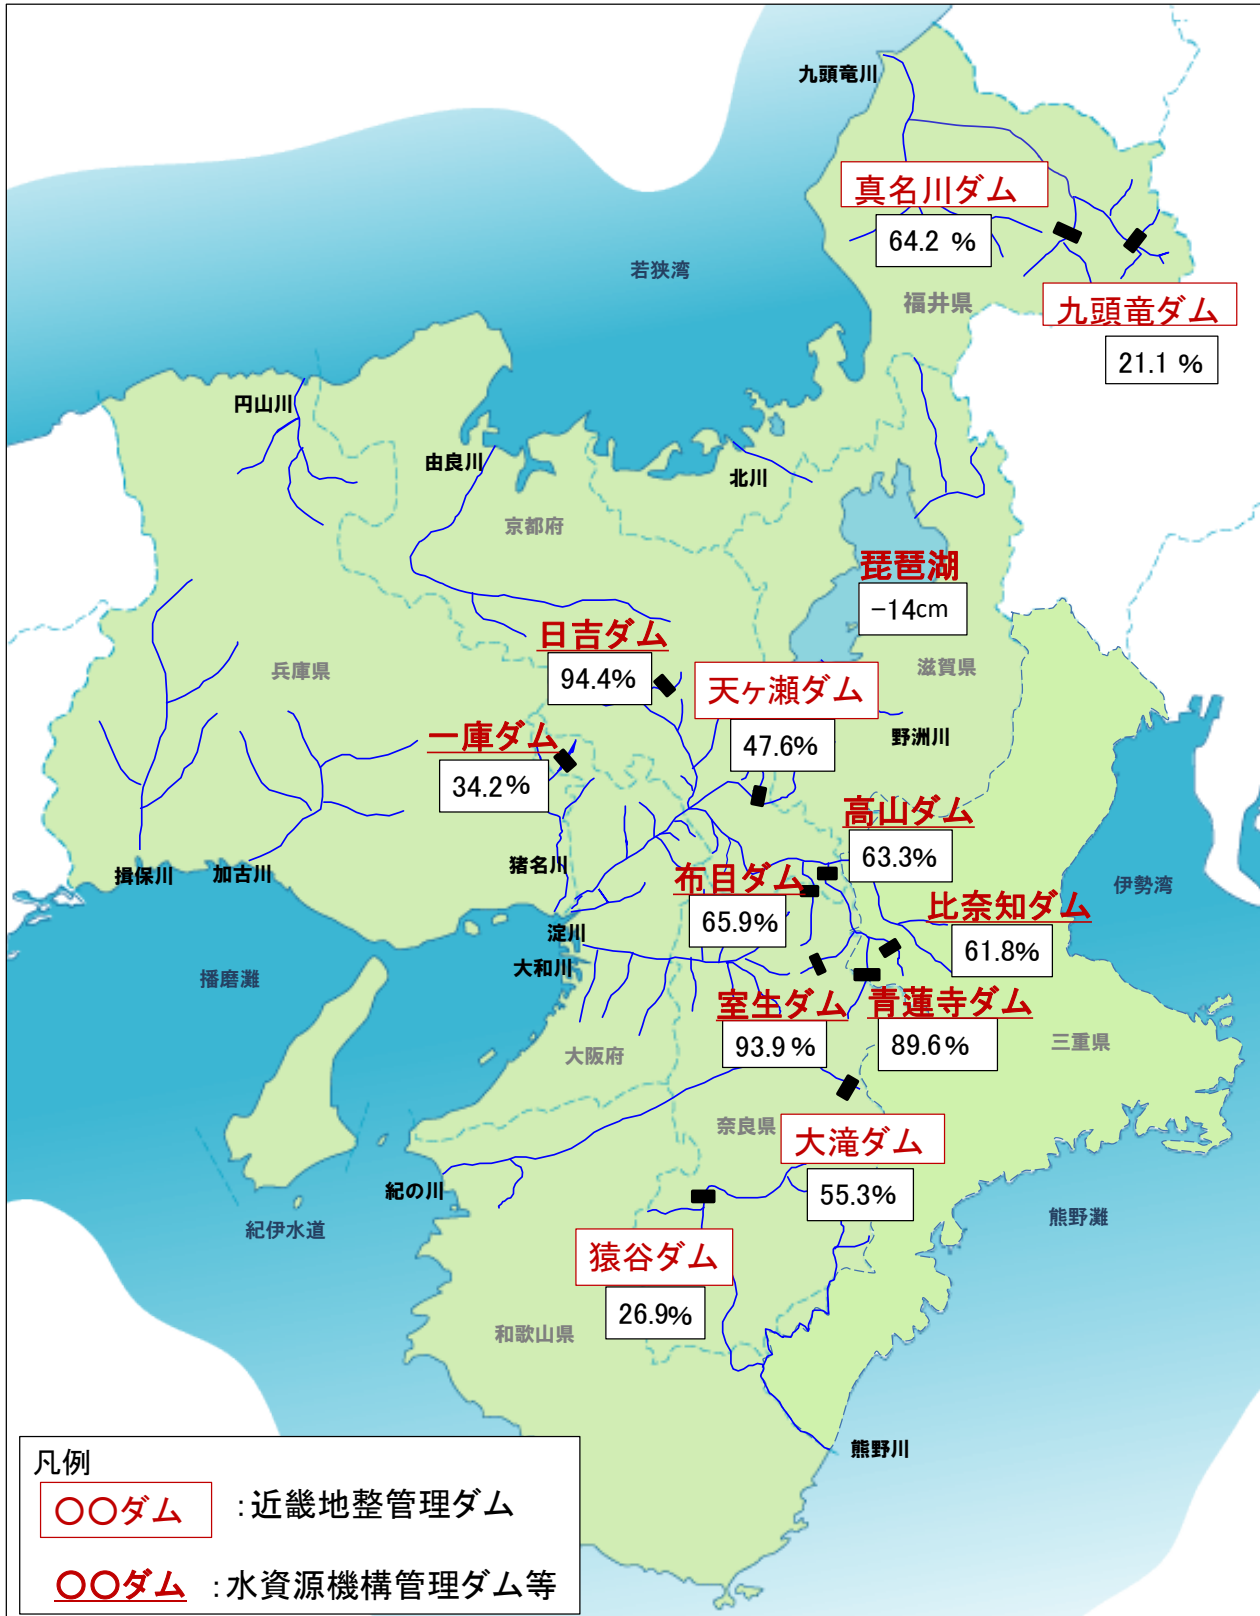 九頭竜川
真名川ダム
64.2 %
若狭湾
福井県
九頭竜ダム
21.1 %
円山川
由良川
北川
京都府
琵琶湖
-14cm
日吉ダム
94.4%
兵庫県
滋賀県
天ヶ瀬ダム
47.6%
野洲川
一庫ダム
34.2%
高山ダム
63.3%
猪名川
揖保川
加古川
布目ダム
65.9%
伊勢湾
比奈知ダム
61.8%
淀川
大和川
播磨灘
室生ダム
93.9%
青蓮寺ダム
89.6%
大阪府
三重県
奈良県
大滝ダム
55.3%
紀の川
紀伊水道
熊野灘
猿谷ダム
26.9%
和歌山県
熊野川
凡例
〇〇ダム :近畿地整管理ダム
〇〇ダム :水資源機構管理ダム等